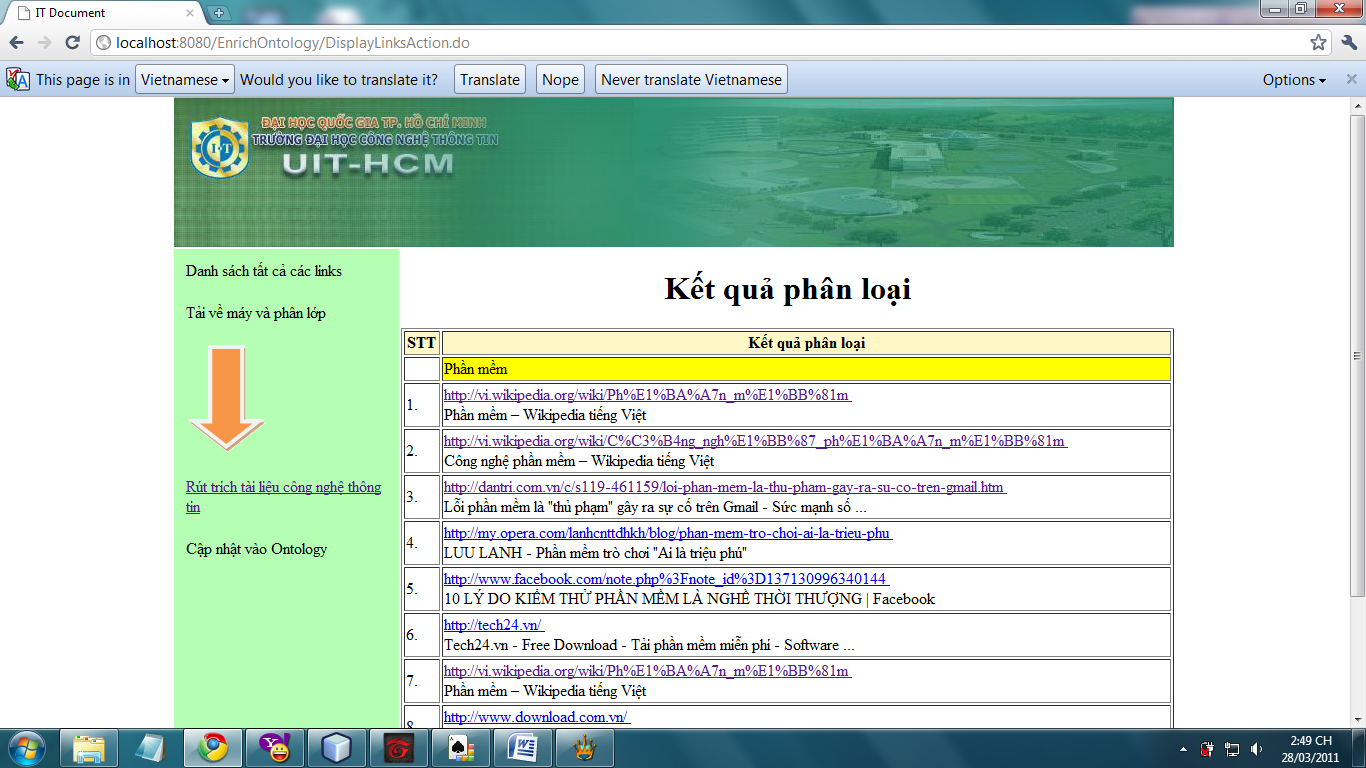 IT Document
localhost:8080/EnrichOntology/DisplayLinksAction.do
This page is in Vietnamese Would you like to translate it? Translate Nope Never translate Vietnamese Options
ĐẠI HỌC QUỐC GIA TP. HỒ CHÍ MINH
TRƯỜNG ĐẠI HỌC CÔNG NGHỆ THÔNG TIN
UIT-HCM
Danh sách tất cả các links
Tải về máy và phân lớp
Rút trích tài liệu công nghệ thông
tin
Cập nhật vào Ontology
Kết quả phân loại
STT Kết quả phân loại
Phần mềm
1. http://vi.wikipedia.org/wiki/Ph%E1%BA%A7n_m%E1%BB%81m
Phần mềm – Wikipedia tiếng Việt
2. http://vi.wikipedia.org/wiki/C%C3%B4ng_ngh%E1%BB%87_ph%E1%BA%A7n_m%E1%BB%81m
Công nghệ phần mềm – Wikipedia tiếng Việt
3. http://dantri.com.vn/c/s119-461159/loi-phan-mem-la-thu-pham-gay-ra-su-co-tren-gmail.htm
Lỗi phần mềm là "thủ phạm" gây ra sự cố trên Gmail - Sức mạnh số ...
4. http://my.opera.com/lanhcnttdhkh/blog/phan-mem-tro-choi-ai-la-trieu-phu
LUU LANH - Phần mềm trò chơi "Ai là triệu phú"
5. http://www.facebook.com/note.php%3Fnote_id%3D137130996340144
10 LÝ DO KIỂM THỬ PHẦN MỀM LÀ NGHỀ THỜI THƯỢNG | Facebook
6. http://tech24.vn/
Tech24.vn - Free Download - Tải phần mềm miễn phí - Software ...
7. http://vi.wikipedia.org/wiki/Ph%E1%BA%A7n_m%E1%BB%81m
Phần mềm – Wikipedia tiếng Việt
8. http://www.download.com.vn/
2:49 CH
28/03/2011